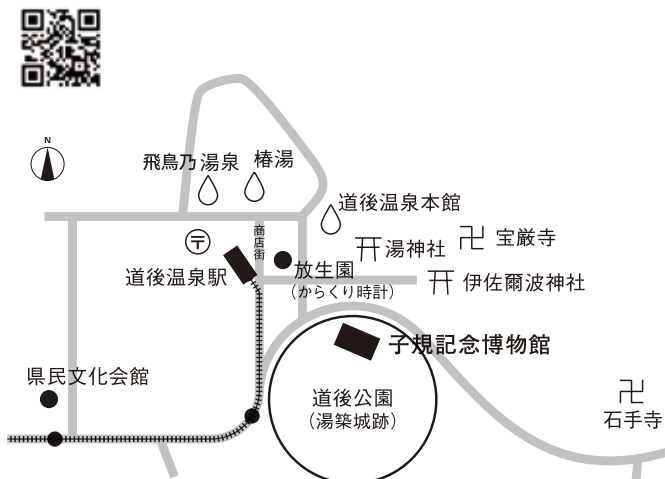 N
飛鳥乃湯泉
椿湯
道後温泉本館
商店街
湯神社
宝厳寺
放生園
（からくり時計）
道後温泉駅
伊佐爾波神社
子規記念博物館
県民文化会館
道後公園
（湯築城跡）
石手寺